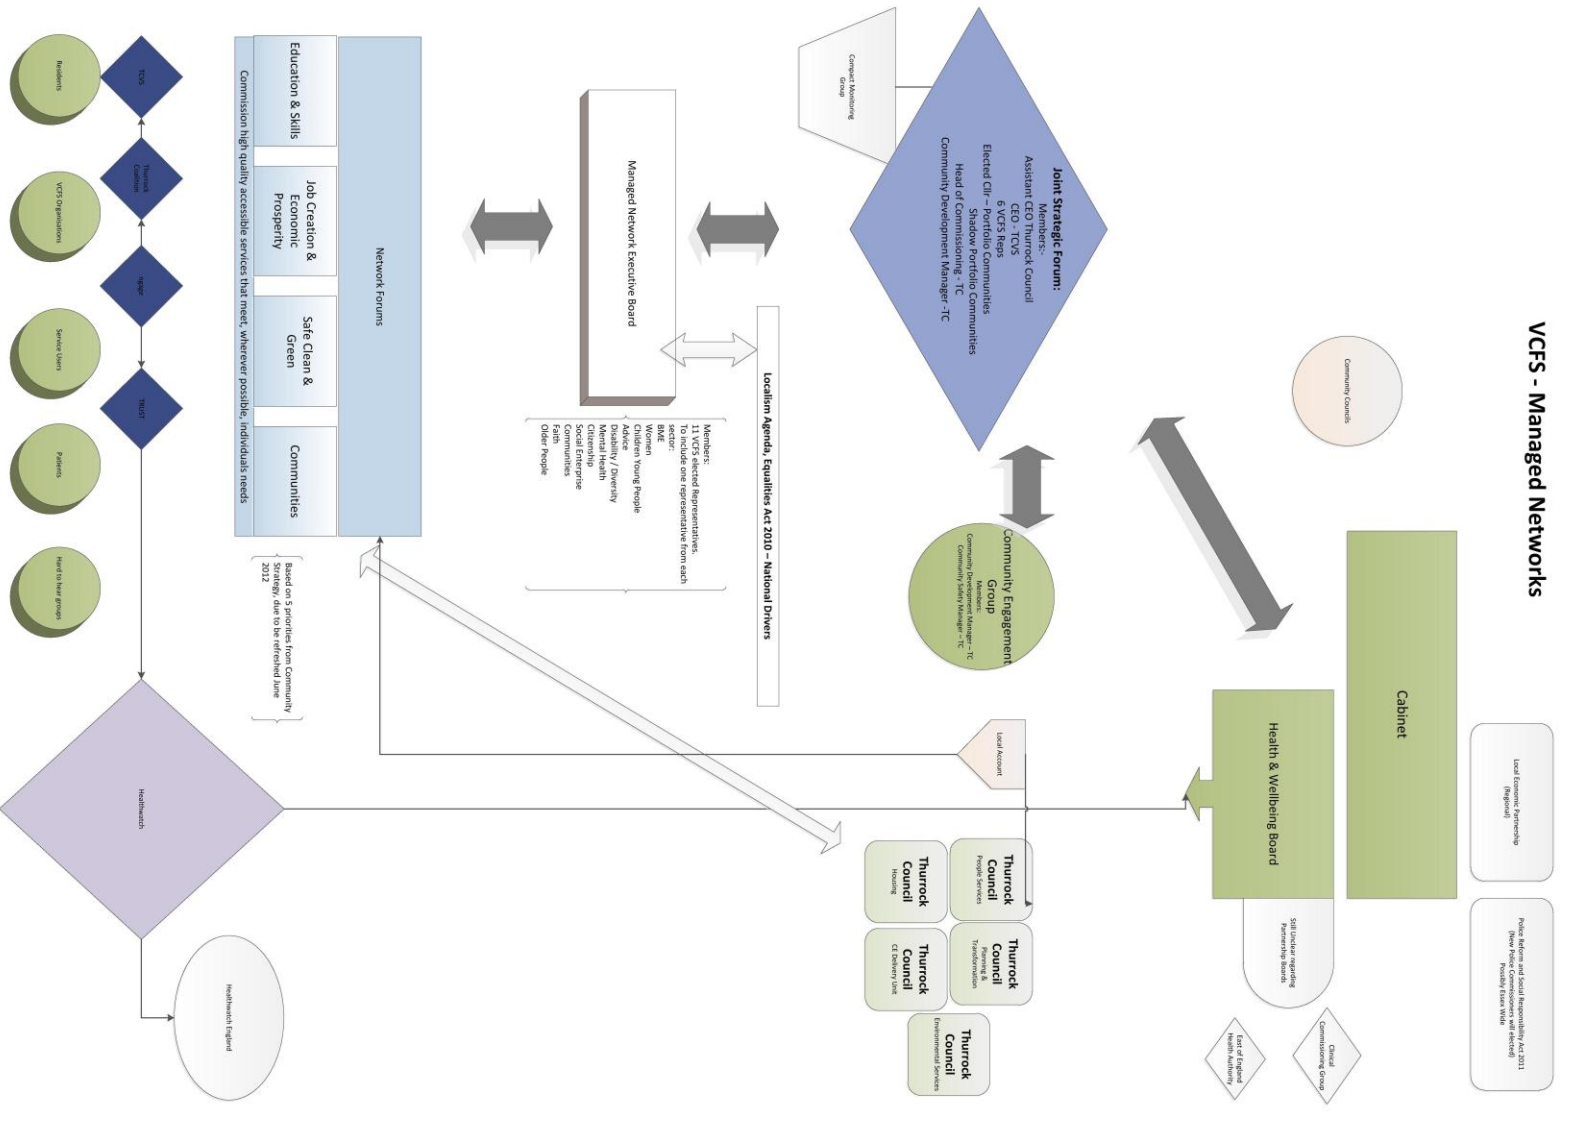 VCFS - Managed Networks
Local Economic Partnership
(Regional)
Police Reform and Social Responsibility Act 2011
(New Police Commissioners will elected)
Possibly Essex Wide
Cabinet
Community Councils
Health & Wellbeing Board
Still Unclear regarding
Partnership Boards
Clinical
Commissioning Group
East of England
Health Authority
Joint Strategic Forum:
Members:-
Assistant CEO Thurrock Council
CEO - TCVS
6 VCFS Reps
Elected Cllr – Portfolio Communities
Shadow Portfolio Communities
Head of Commissioning - TC
Community Development Manager -TC
Compact Monitoring
Group
Community Engagement
Group
Members:
Community Development Manager – TC
Community Safety Manager – TC
Local Account
Thurrock
Council
People Services
Thurrock
Council
Planning &
Transformation
Thurrock
Council
Housing
Thurrock
Council
CE Delivery Unit
Thurrock
Council
Environmental Services
Localism Agenda, Equalities Act 2010 – National Drivers
Managed Network Executive Board
Members:
11 VCFS elected Representatives.
To include one representative from each
sector:
BME
Women
Children Young People
Advice
Disability / Diversity
Mental Health
Citizenship
Social Enterprise
Communities
Faith
Older People
Network Forums
Education & Skills
Job Creation &
Economic
Prosperity
Safe Clean &
Green
Communities
Commission high quality accessible services that meet, wherever possible, individuals needs
Based on 5 priorities from Community
Strategy, due to be refreshed June
2012
TCVS
Thurrock
Coalition
ngage
TRUST
Healthwatch
Healthwatch England
Residents
VCFS Organisations
Service Users
Patients
Hard to hear groups